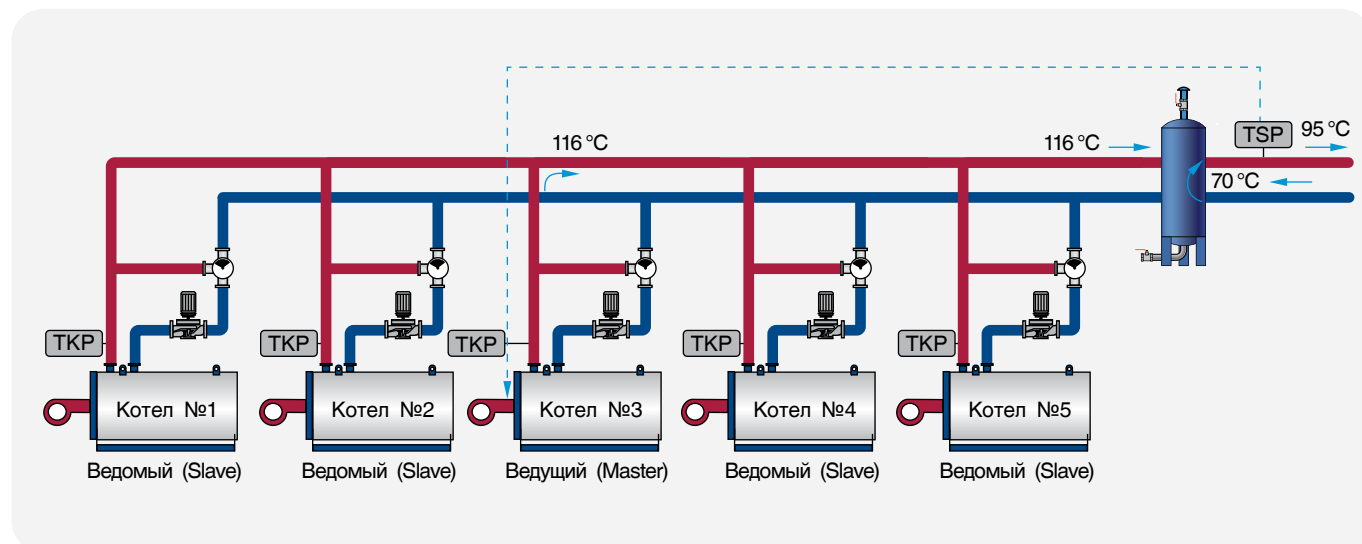 116 °C
116 °C
TSP
95 °C
70 °C
TKP
TKP
TKP
TKP
TKP
Котел №1
Котел №2
Котел №3
Котел №4
Котел №5
Ведомый (Slave)
Ведомый (Slave)
Ведущий (Master)
Ведомый (Slave)
Ведомый (Slave)